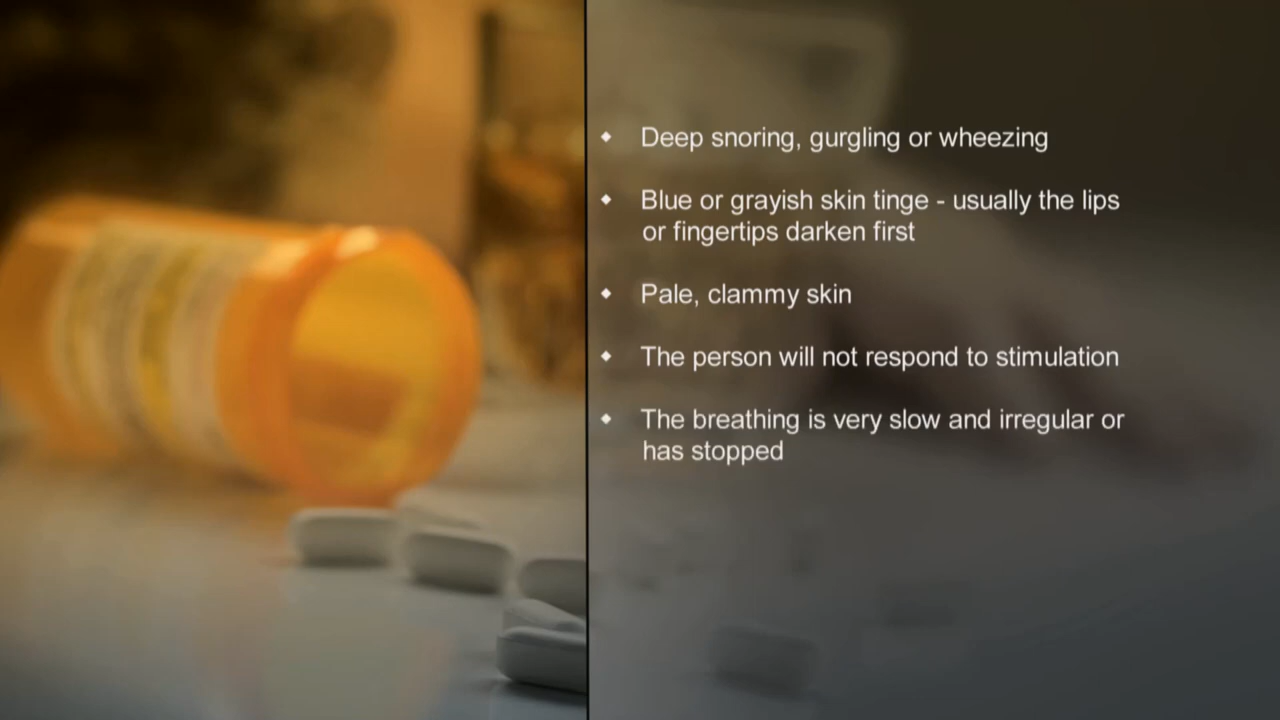 Deep snoring, gurgling or wheezing
Blue or grayish skin tinge - usually the lips
or fingertips darken first
Pale, clammy skin
The person will not respond to stimulation
The breathing is very slow and irregular or
has stopped